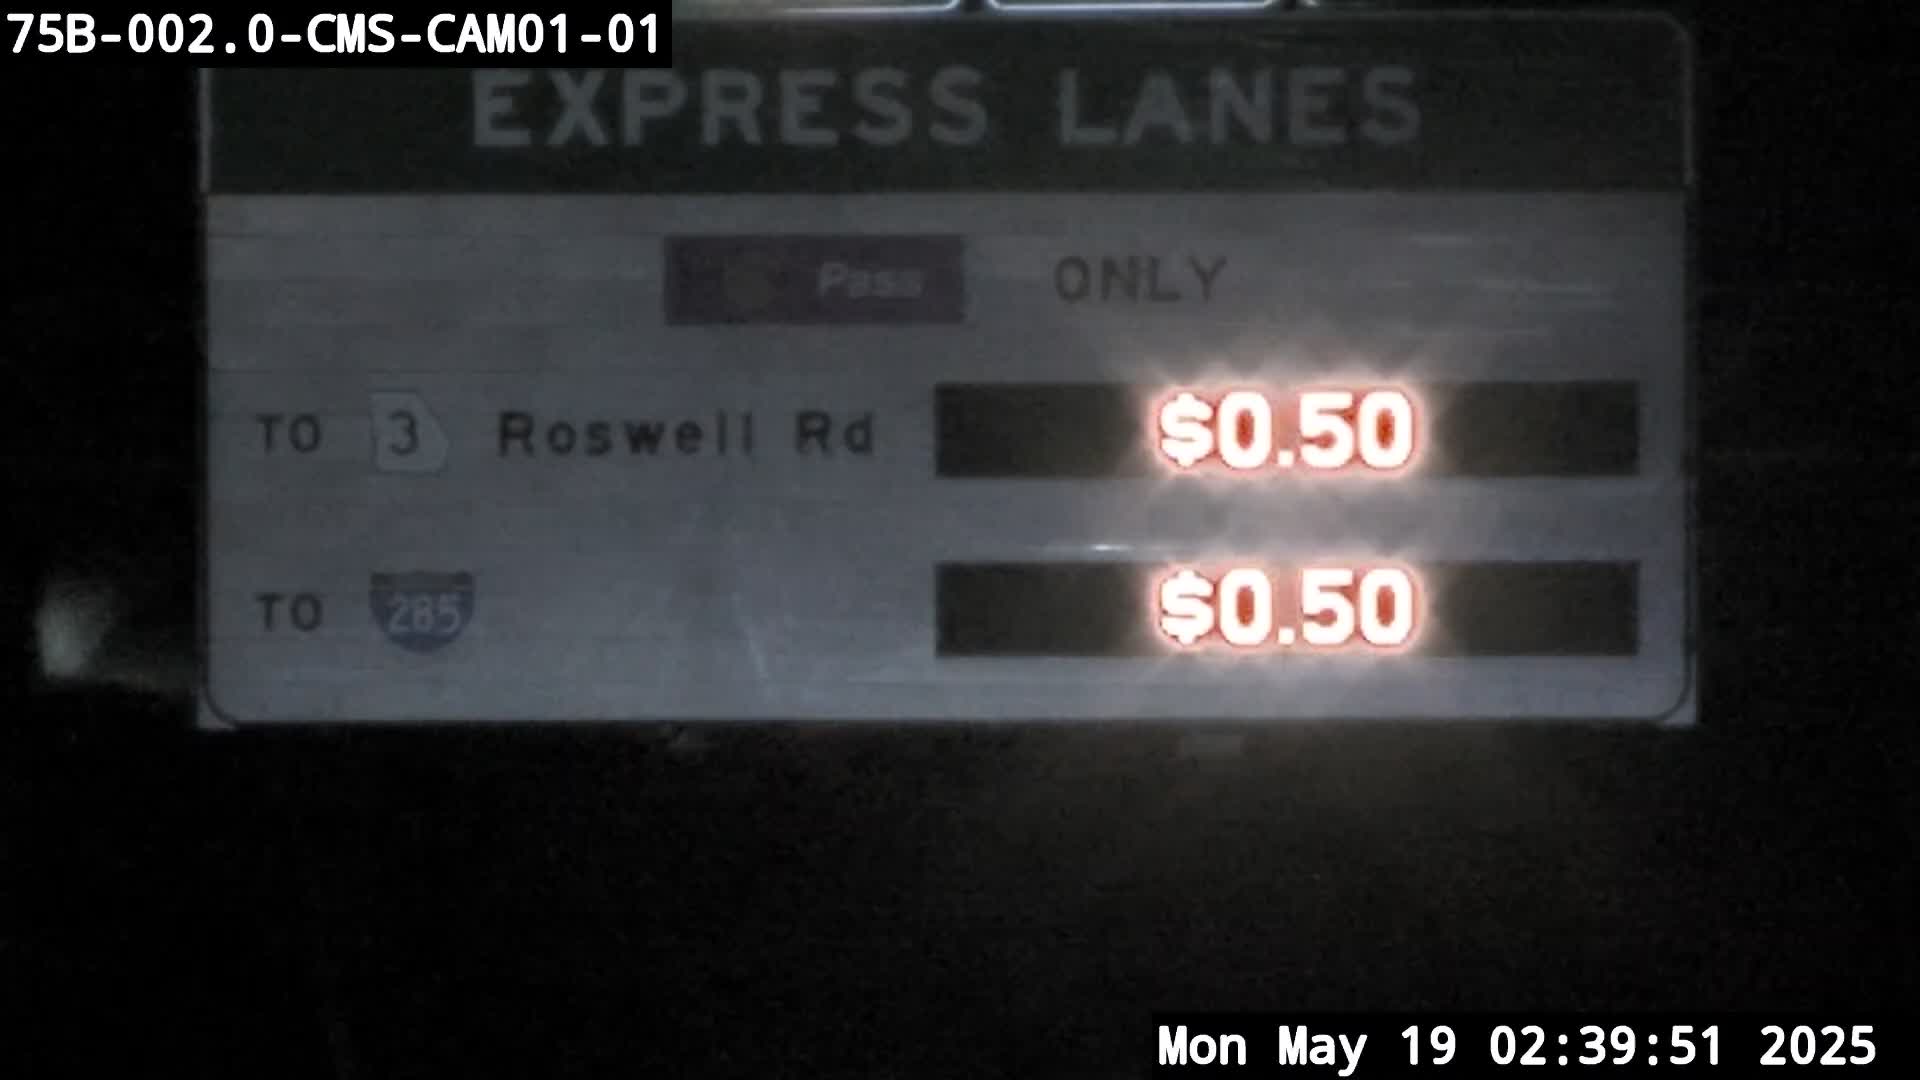 75B-002.0-CMS-CAM01-01
EXPRESS LANES
Pass ONLY
TO 3 Roswell Rd $0.50
TO 285 $0.50
Mon May 19 02:39:51 2025